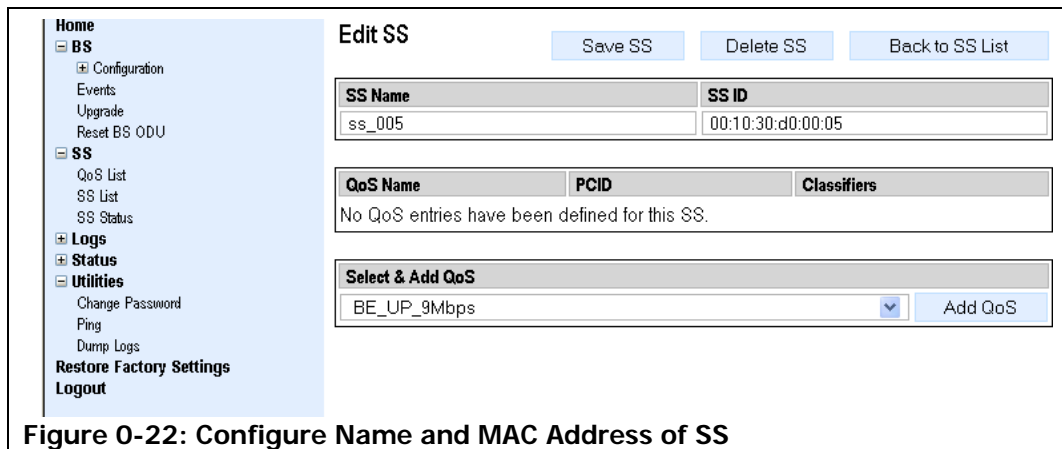 Home
BS
Configuration
Events
Upgrade
Reset BS ODU
SS
QoS List
SS List
SS Status
Logs
Status
Utilities
Change Password
Ping
Dump Logs
Restore Factory Settings
Logout
Edit SS
Save SS Delete SS Back to SS List
SS Name SS ID
ss_005 00:10:30:d0:00:05
QoS Name PCID Classifiers
No QoS entries have been defined for this SS.
Select & Add QoS
BE_UP_9Mbps Add QoS
Figure 0-22: Configure Name and MAC Address of SS